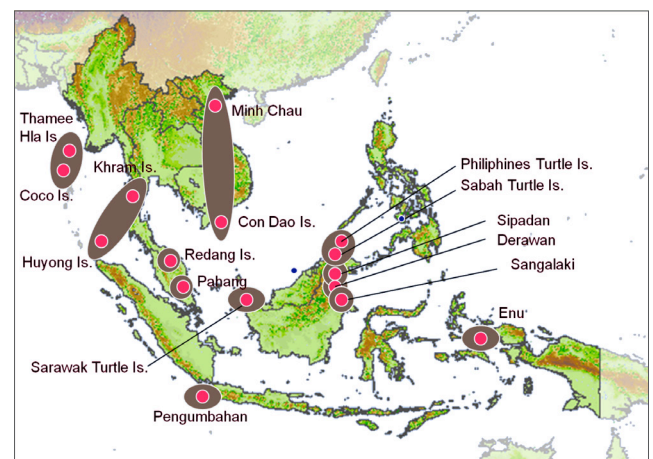 Minh Chau
Thamee
Hla Is.
Khram Is.
Philiphines Turtle Is.
Sabah Turtle Is.
Coco Is.
Con Dao Is.
Sipadan
Derawan
Huyong Is.
Redang Is.
Sangalaki
Pahang
Enu
Sarawak Turtle Is.
Pengumbahan